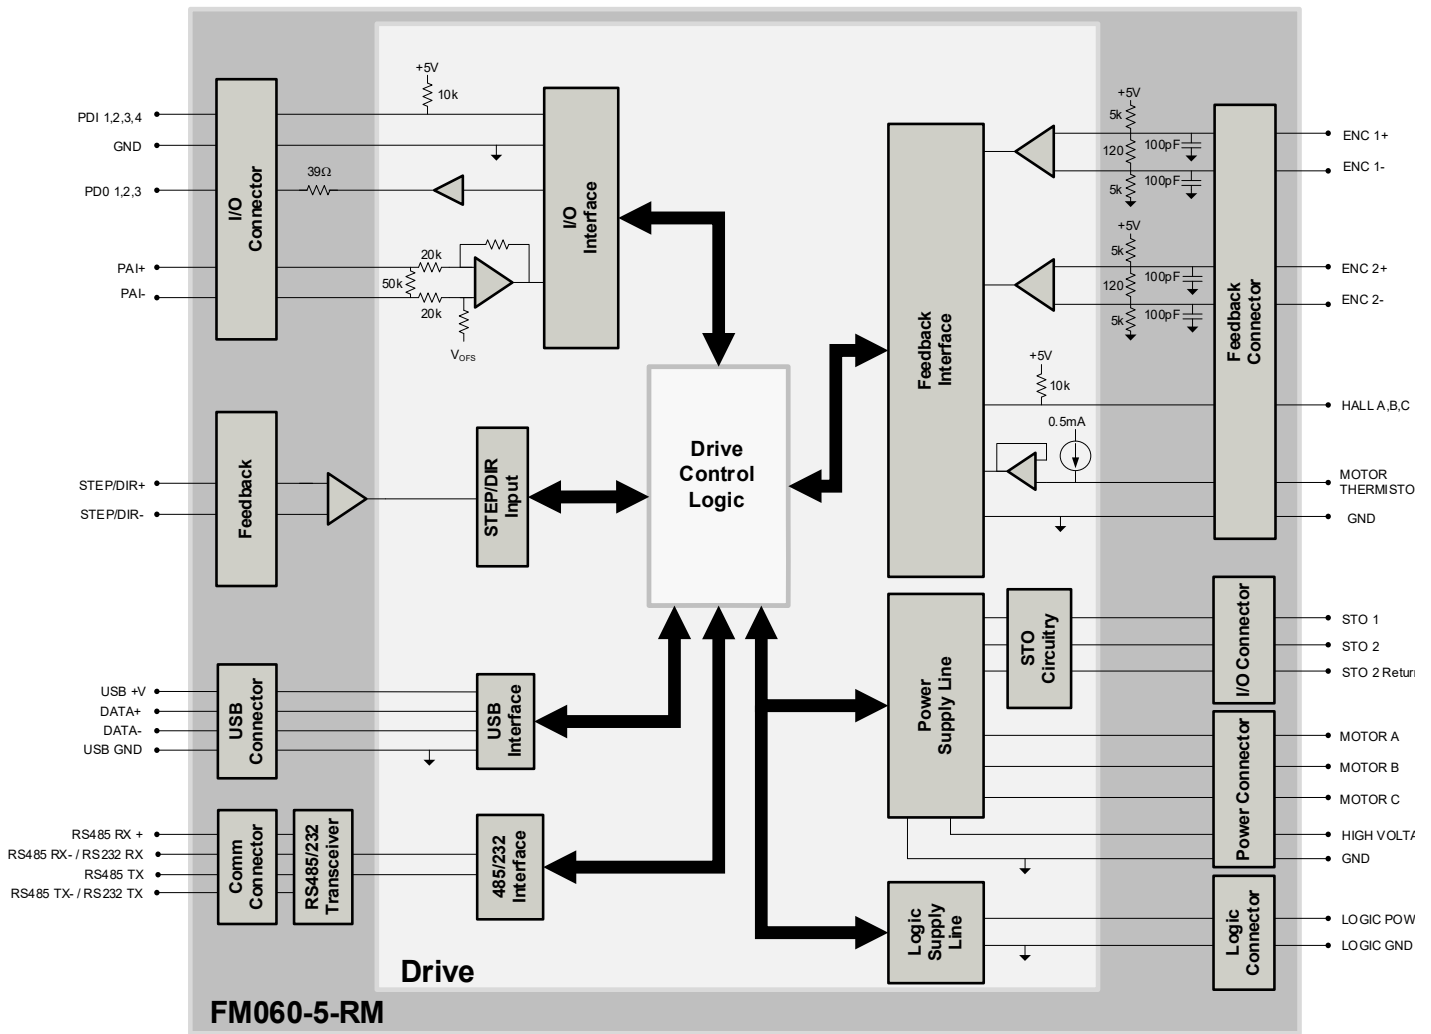 PDI 1,2,3,4
GND
PD0 1,2,3
PAI+
PAI-
I/O
Connector
+5V
10k
39Ω
20k
50k
20k
VOFS
I/O
Interface
STEP/DIR+
STEP/DIR-
Feedback
STEP/DIR
Input
Drive
Control
Logic
USB +V
DATA+
DATA-
USB GND
USB
Connector
USB
Interface
RS485 RX +
RS485 RX- / RS232 RX
RS485 TX
RS485 TX- / RS232 TX
Comm
Connector
RS485/232
Transceiver
485/232
Interface
Feedback
Interface
+5V
5k
120
5k
100pF
100pF
+5V
5k
120
5k
100pF
100pF
+5V
10k
0.5mA
Feedback
Connector
ENC 1+
ENC 1-
ENC 2+
ENC 2-
HALL A,B,C
MOTOR
THERMISTO
GND
Power
Supply Line
STO
Circuitry
I/O Connector
STO 1
STO 2
STO 2 Retur
Power Connector
MOTOR A
MOTOR B
MOTOR C
HIGH VOLTA
GND
Logic
Supply
Line
Logic
Connector
LOGIC POW
LOGIC GND
Drive
FM060-5-RM